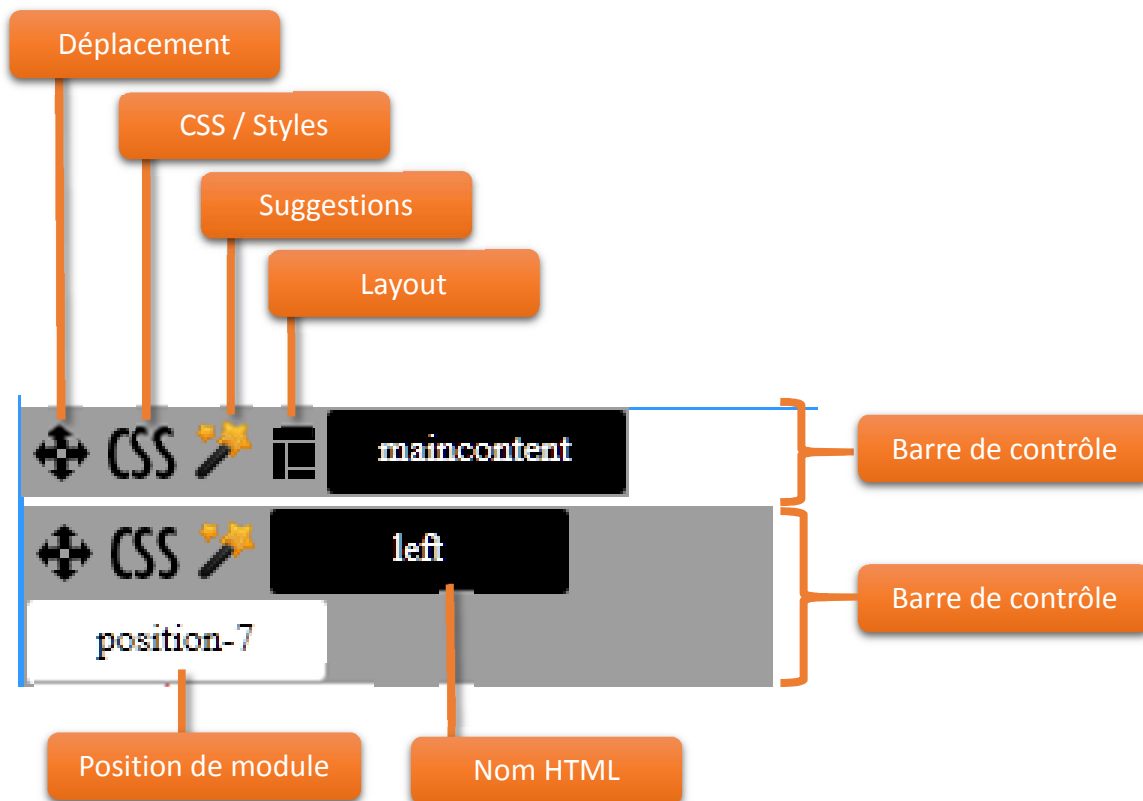 Déplacement
CSS / Styles
Suggestions
Layout
CSS
maincontent
Barre de contrôle
CSS
left
Barre de contrôle
position-7
Position de module
Nom HTML